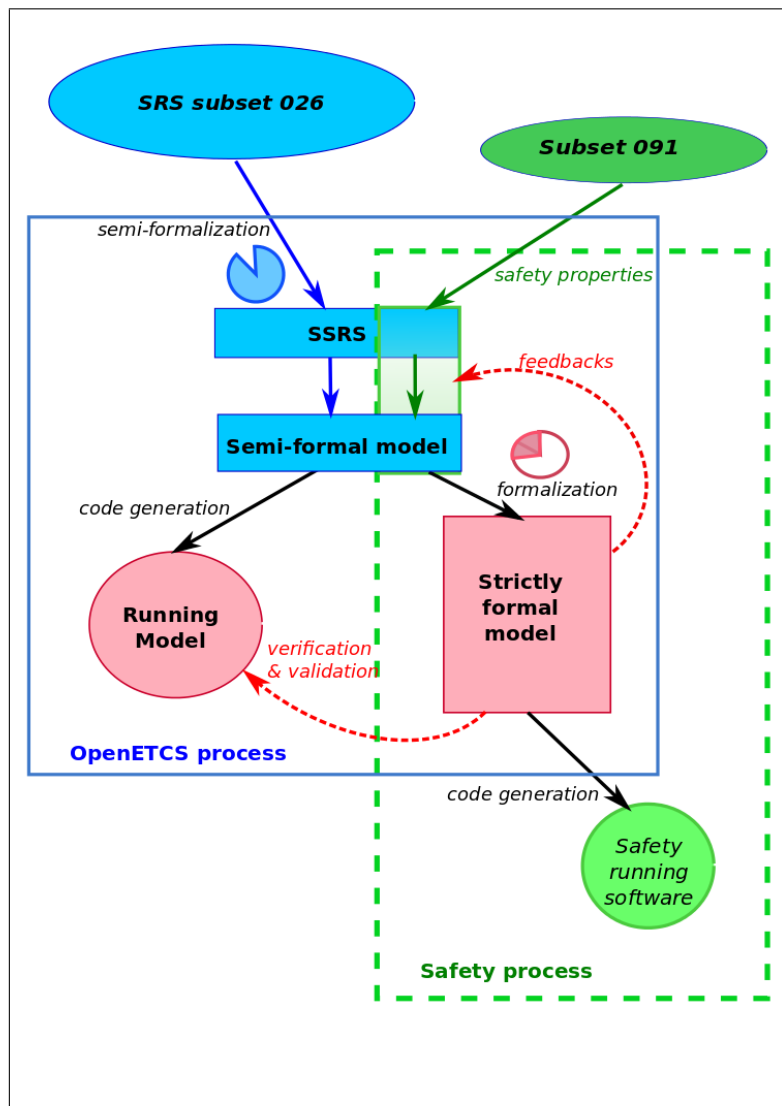 SRS subset 026
Subset 091
semi-formalization
safety properties
SSRS
feedbacks
Semi-formal model
formalization
code generation
Strictly
formal
model
Running
Model
verification
& validation
OpenETCS process
code generation
Safety
running
software
Safety process